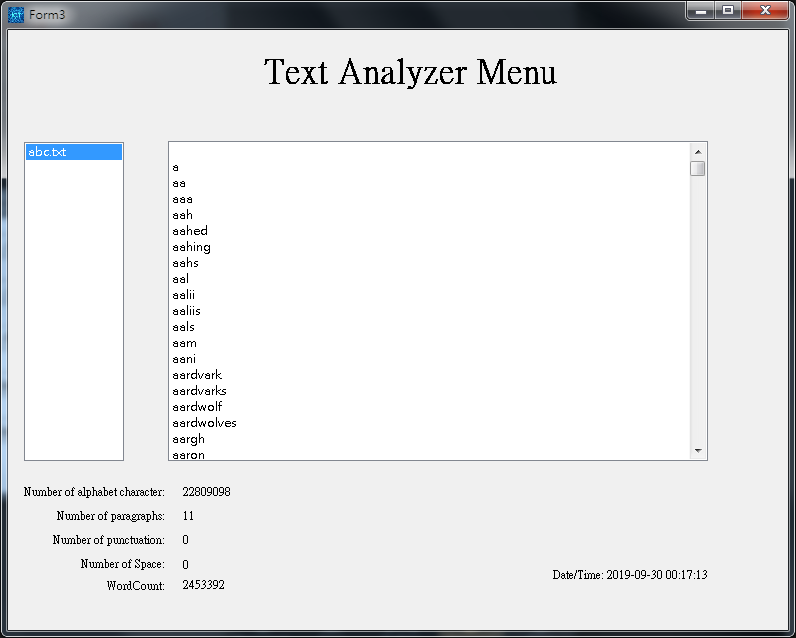 Form3
Text Analyzer Menu
abc.txt
a
aa
aaa
aah
aahed
aahing
aahs
aal
aalii
aaliis
aals
aam
aani
aardvark
aardvarks
aardwolf
aardwolves
aargh
aaron
Number of alphabet character: 22809098
Number of paragraphs: 11
Number of punctuation: 0
Number of Space: 0
WordCount: 2453392
Date/Time: 2019-09-30 00:17:13